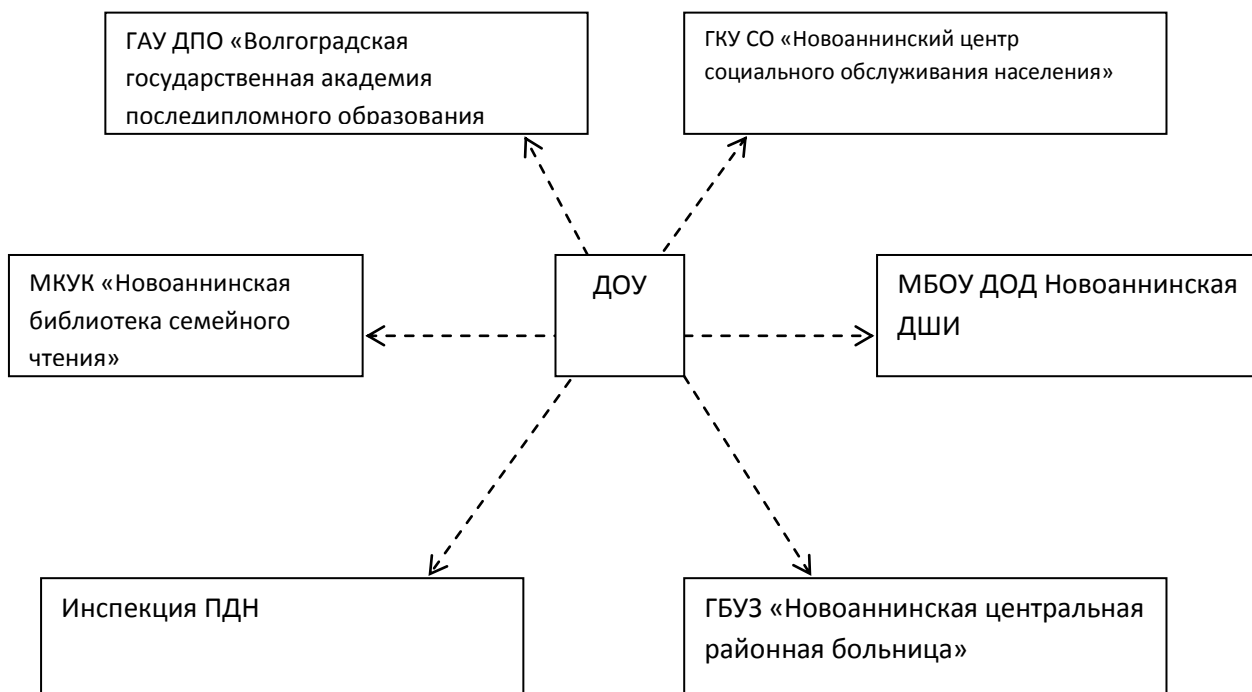 ГАУ ДПО «Волгоградская
государственная академия
последипломного образования
ГКУ СО «Новоаннинский центр
социального обслуживания населения»
МКУК «Новоаннинская
библиотека семейного
чтения»
ДОУ
МБОУ ДОД Новоаннинская
ДШИ
Инспекция ПДН
ГБУЗ «Новоаннинская центральная
районная больница»